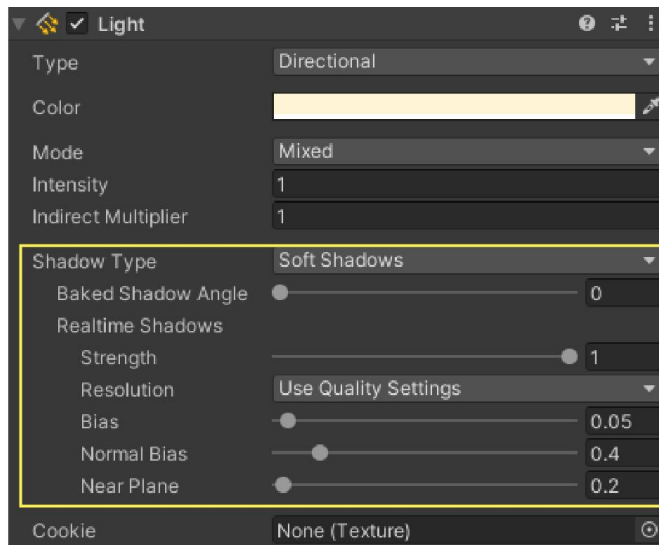 Light
Type Directional
Color
Mode Mixed
Intensity 1
Indirect Multiplier 1
Shadow Type Soft Shadows
Baked Shadow Angle 0
Realtime Shadows
Strength 1
Resolution Use Quality Settings
Bias 0.05
Normal Bias 0.4
Near Plane 0.2
Cookie None (Texture)